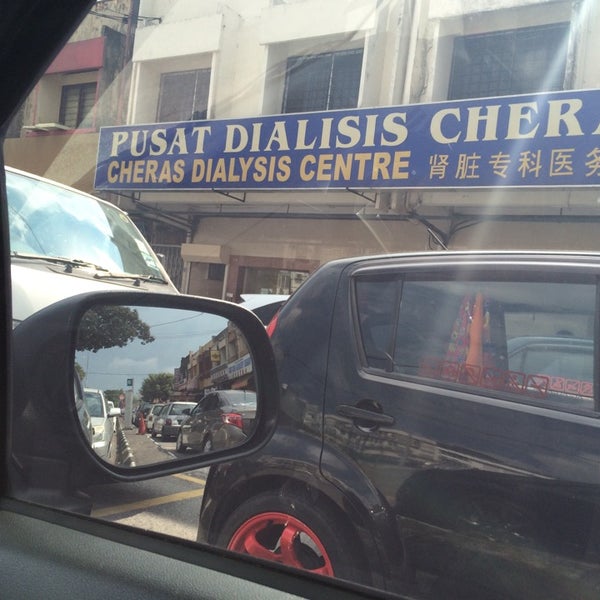 PUSAT DIALISIS CHERA
CHERAS DIALYSIS CENTRE 肾脏专科医务